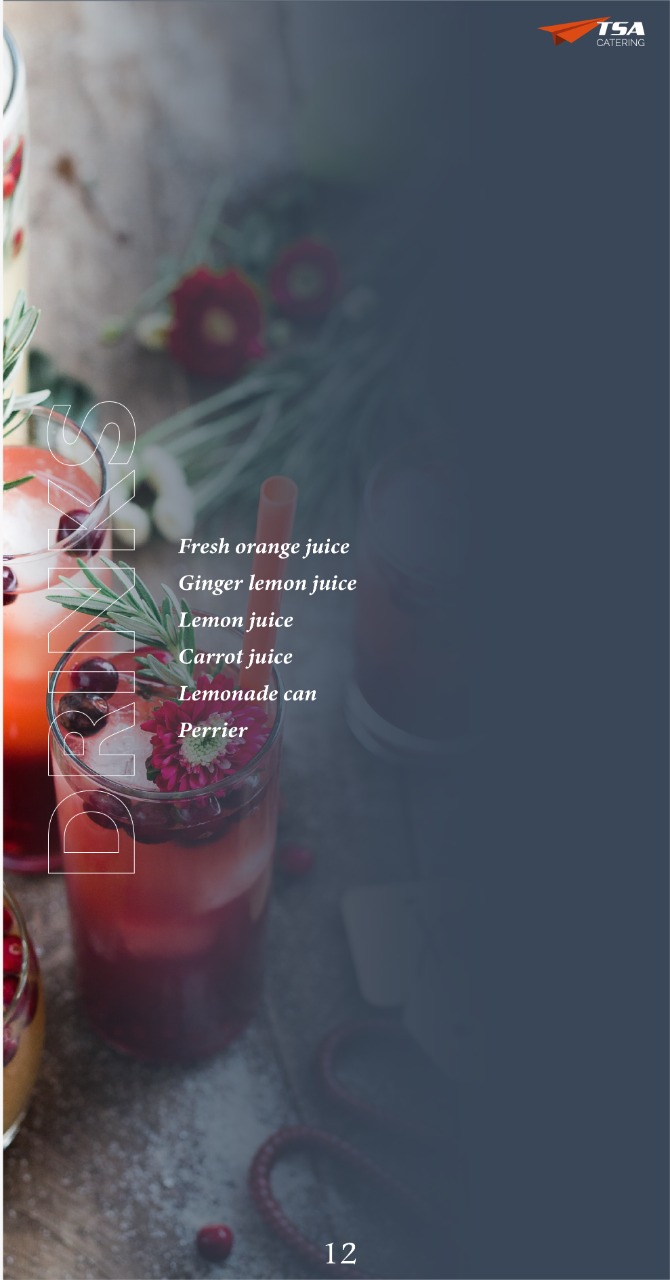 TSA
CATERING
DRINKS
Fresh orange juice
Ginger lemon juice
Lemon juice
Carrot juice
Lemonade can
Perrier
12